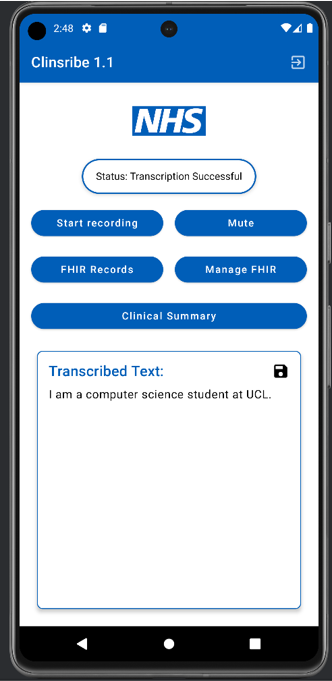 2:48
Clinsribe 1.1
NHS
Status: Transcription Successful
Start recording
Mute
FHIR Records
Manage FHIR
Clinical Summary
Transcribed Text:
I am a computer science student at UCL.